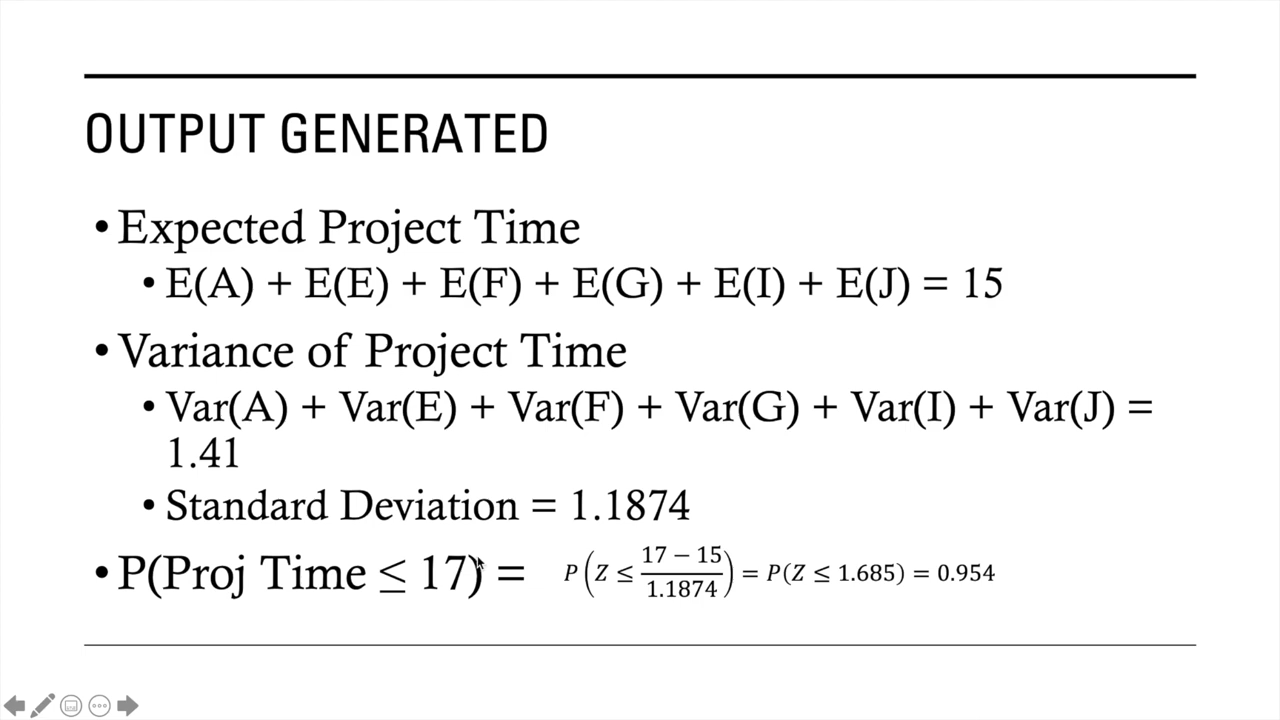 OUTPUT GENERATED
• Expected Project Time
• E(A) + E(E) + E(F) + E(G) + E(I) + E(J) = 15
• Variance of Project Time
• Var(A) + Var(E) + Var(F) + Var(G) + Var(I) + Var(J) =
1.41
• Standard Deviation = 1.1874
• P(Proj Time ≤ 17) = P(Z ≤ (17 − 15)/1.1874) = P(Z ≤ 1.685) = 0.954